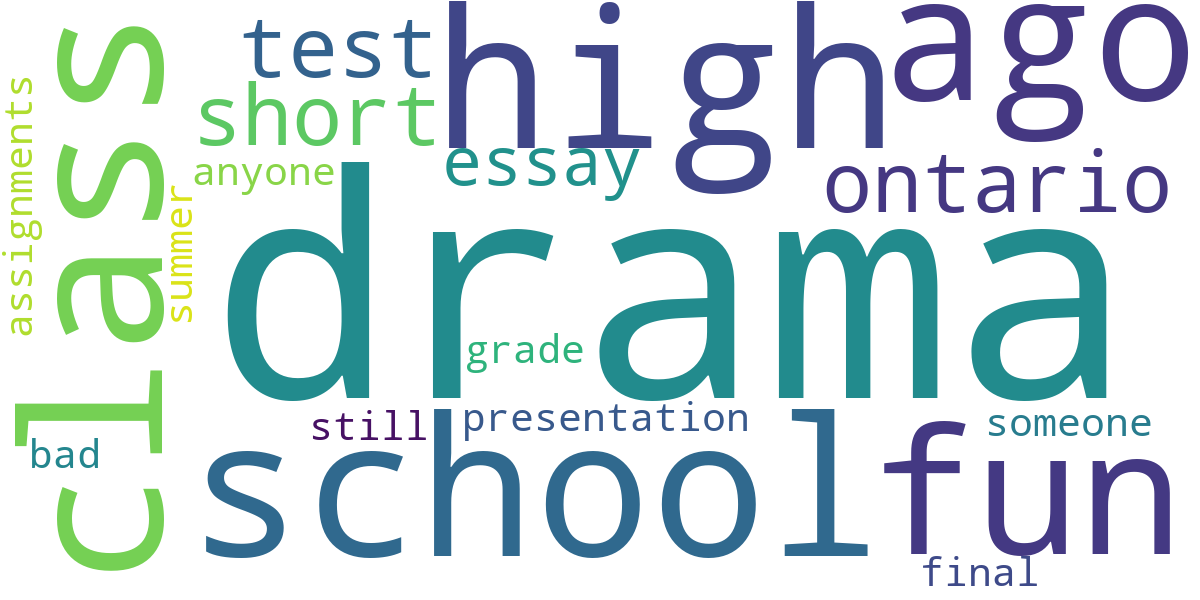 class
assignments
summer
bad
test
short
anyone
high
essay
ago
ontario
drama
grade
still
presentation
someone
school
fun
final